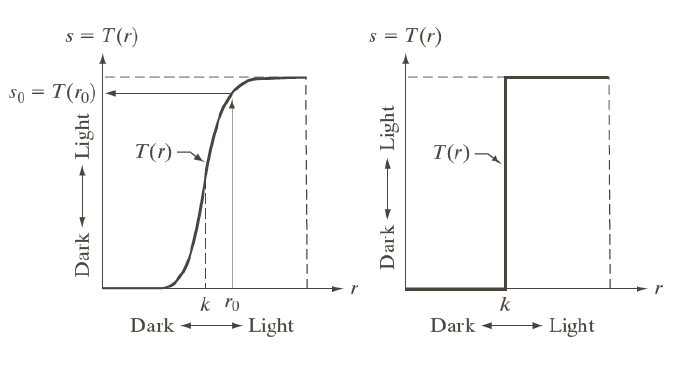 s = T(r)
s₀ = T(r₀)
Dark
Light
T(r)
k r₀
r
Dark Light
s = T(r)
Dark
Light
T(r)
k
r
Dark Light